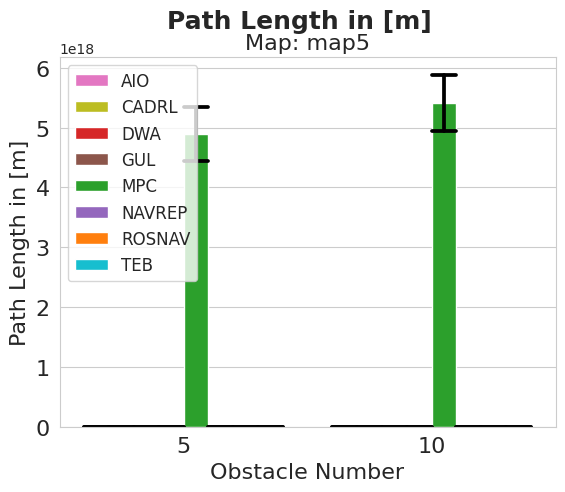 Path Length in [m]
Map: map5
1e18
6
5
4
3
2
1
0
Path Length in [m]
AIO
CADRL
DWA
GUL
MPC
NAVREP
ROSNAV
TEB
5 10
Obstacle Number